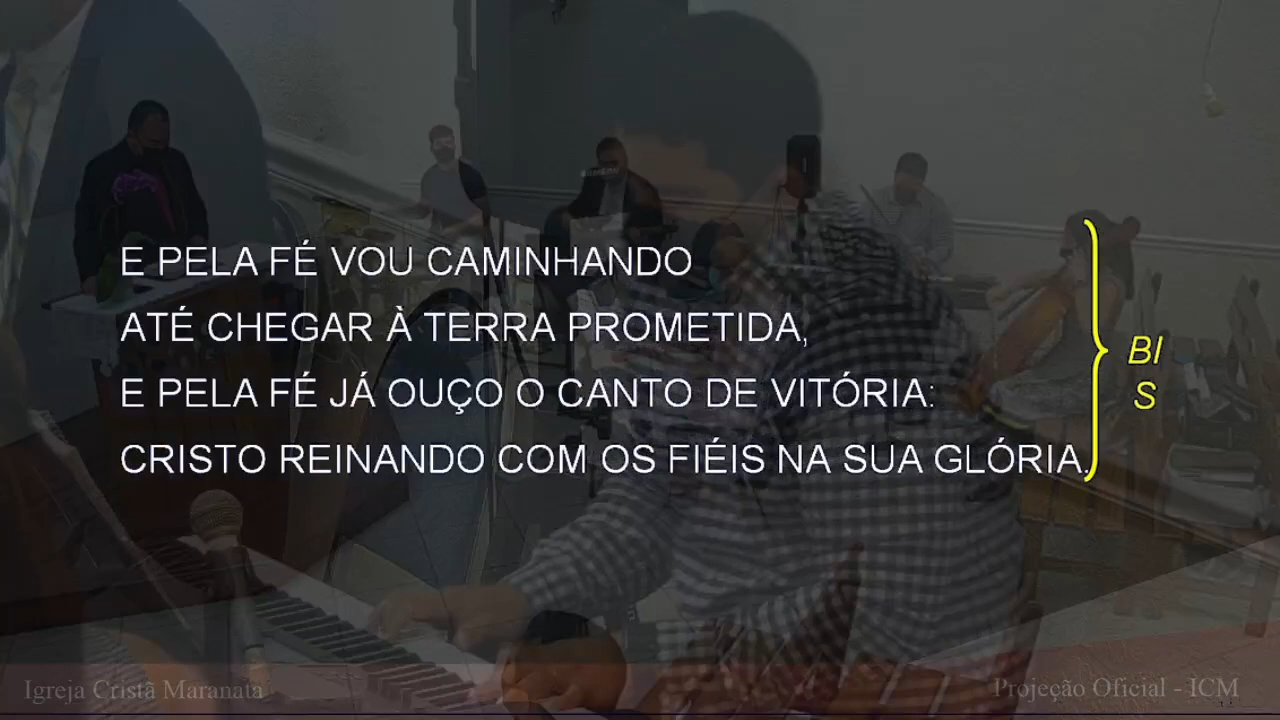 E PELA FÉ VOU CAMINHANDO
ATÉ CHEGAR À TERRA PROMETIDA,
E PELA FÉ JÁ OUÇO O CANTO DE VITÓRIA:
CRISTO REINANDO COM OS FIÉIS NA SUA GLÓRIA.
BI
S
Igreja Cristã Maranata
Projeção Oficial - ICM